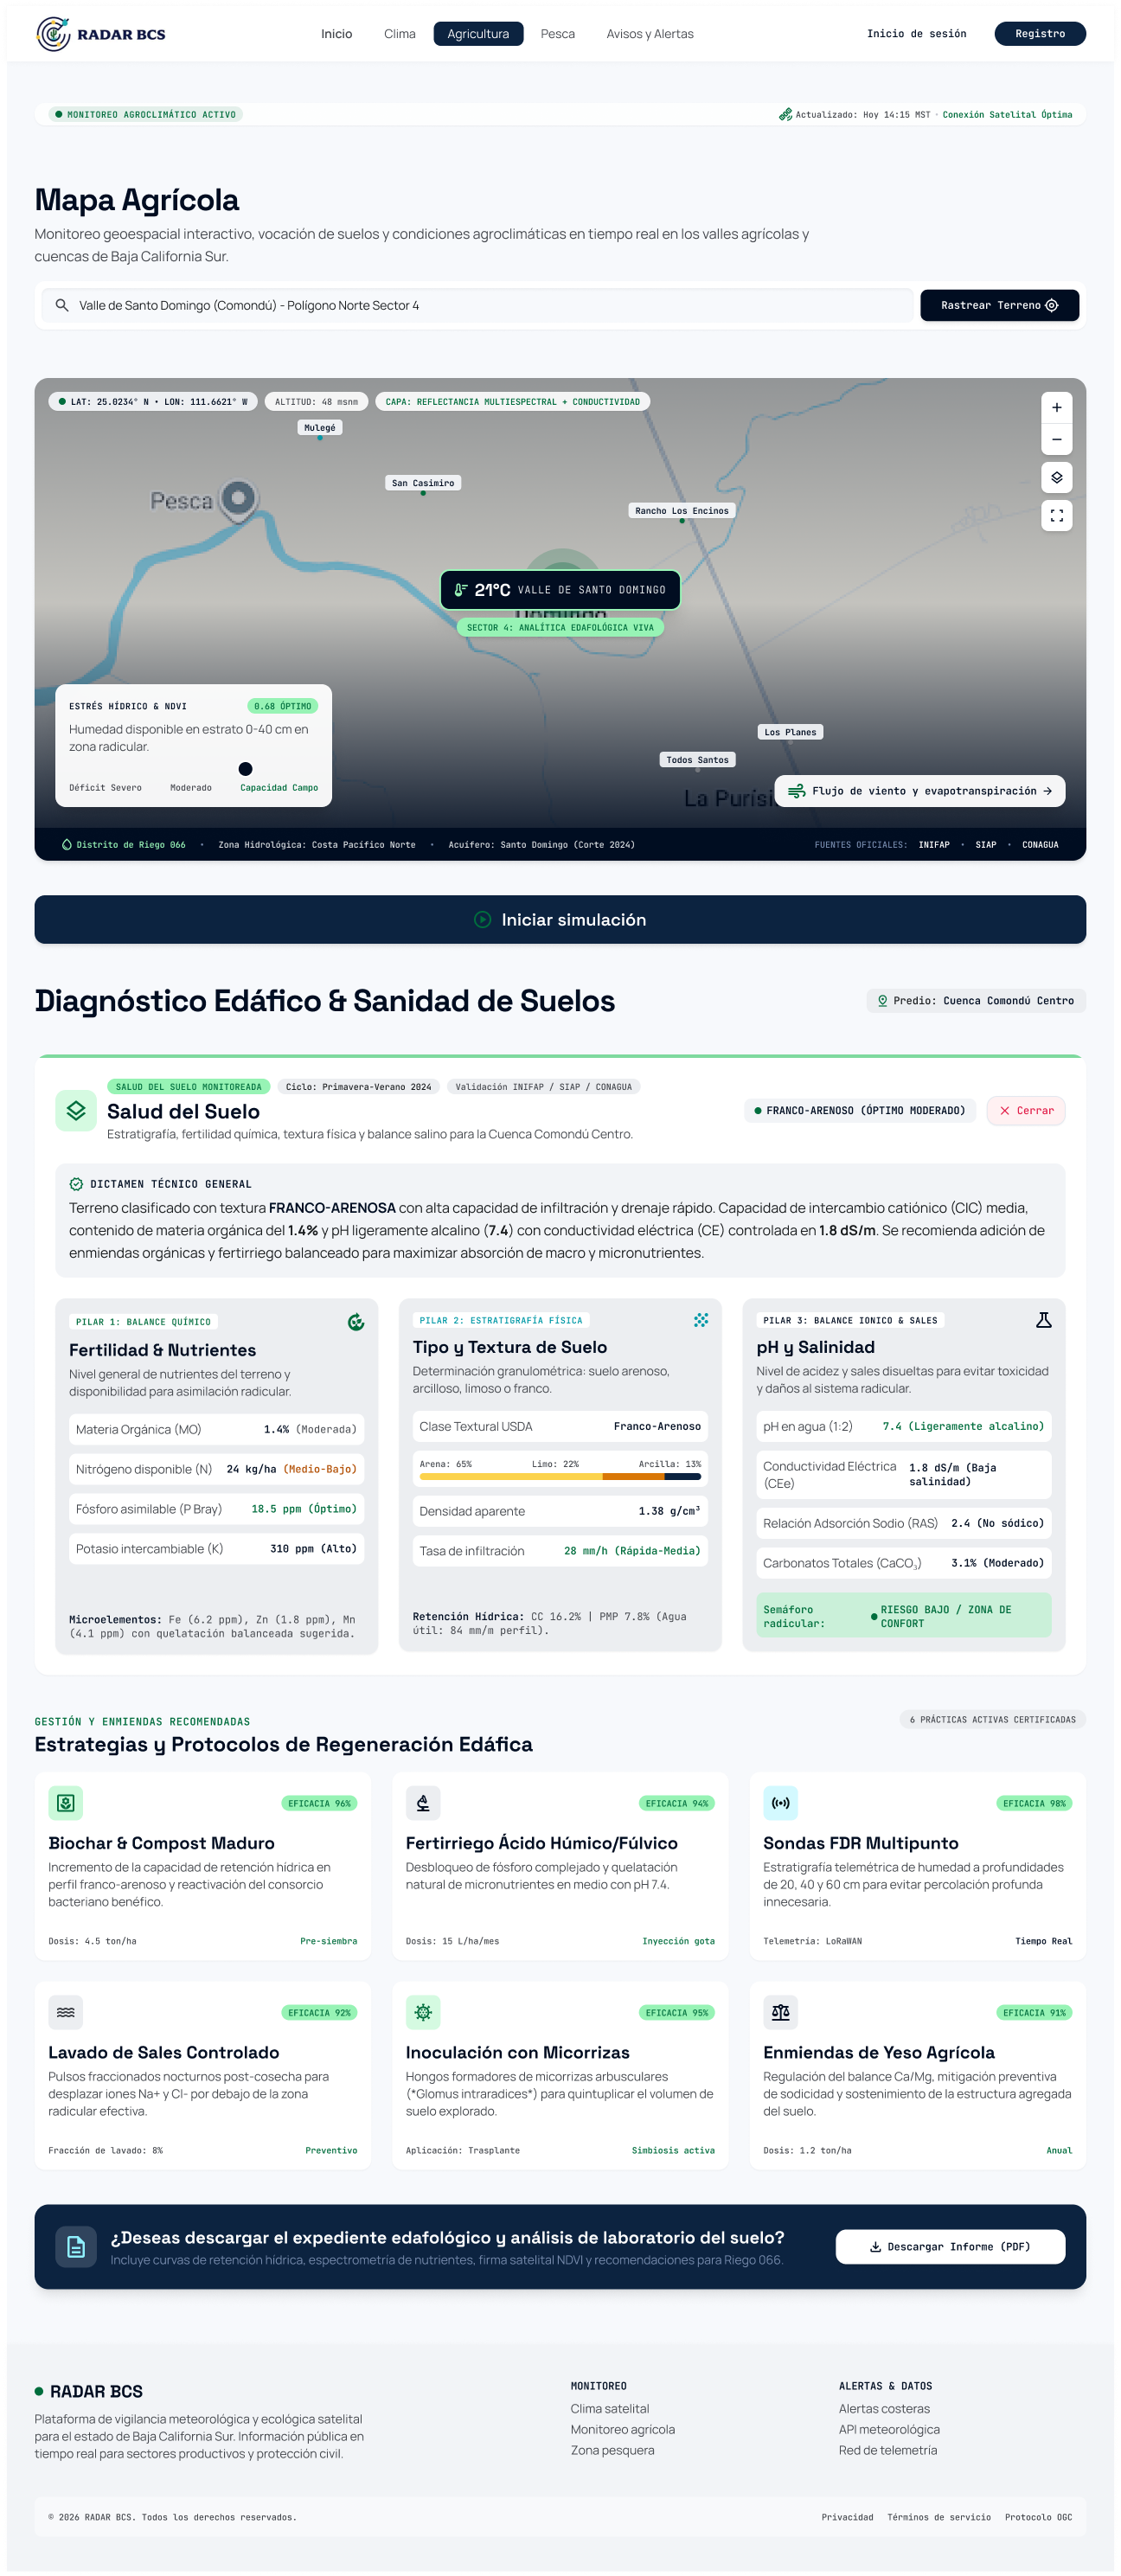 RADAR BCS
Inicio
Clima
Agricultura
Pesca
Avisos y Alertas
Inicio de sesión
Registro
MONITOREO AGROCLIMÁTICO ACTIVO
Actualizado: Hoy 14:15 MST · Conexión Satelital Óptima
Mapa Agrícola
Monitoreo geoespacial interactivo, vocación de suelos y condiciones agroclimáticas en tiempo real en los valles agrícolas y
cuencas de Baja California Sur.
Valle de Santo Domingo (Comondú) - Polígono Norte Sector 4
Rastrear Terreno
LAT: 25.0234° N • LON: 111.6621° W
ALTITUD: 48 msnm
CAPA: REFLECTANCIA MULTIESPECTRAL + CONDUCTIVIDAD
Mulegé
San Casimiro
Pesca
Rancho Los Encinos
21°C VALLE DE SANTO DOMINGO
SECTOR 4: ANALÍTICA EDAFOLÓGICA VIVA
ESTRÉS HÍDRICO & NDVI
0.68 ÓPTIMO
Humedad disponible en estrato 0-40 cm en
zona radicular.
Déficit Severo
Moderado
Capacidad Campo
Los Planes
Todos Santos
La Purísi
Flujo de viento y evapotranspiración →
Distrito de Riego 066 • Zona Hidrológica: Costa Pacífico Norte • Acuífero: Santo Domingo (Corte 2024)
FUENTES OFICIALES: INIFAP • SIAP • CONAGUA
Iniciar simulación
Diagnóstico Edáfico & Sanidad de Suelos
Predio: Cuenca Comondú Centro
SALUD DEL SUELO MONITOREADA
Ciclo: Primavera-Verano 2024
Validación INIFAP / SIAP / CONAGUA
Salud del Suelo
Estratigrafía, fertilidad química, textura física y balance salino para la Cuenca Comondú Centro.
FRANCO-ARENOSO (ÓPTIMO MODERADO)
Cerrar
DICTAMEN TÉCNICO GENERAL
Terreno clasificado con textura FRANCO-ARENOSA con alta capacidad de infiltración y drenaje rápido. Capacidad de intercambio catiónico (CIC) media,
contenido de materia orgánica del 1.4% y pH ligeramente alcalino (7.4) con conductividad eléctrica (CE) controlada en 1.8 dS/m. Se recomienda adición de
enmiendas orgánicas y fertirriego balanceado para maximizar absorción de macro y micronutrientes.
PILAR 1: BALANCE QUÍMICO
Fertilidad & Nutrientes
Nivel general de nutrientes del terreno y
disponibilidad para asimilación radicular.
Materia Orgánica (MO) 1.4% (Moderada)
Nitrógeno disponible (N) 24 kg/ha (Medio-Bajo)
Fósforo asimilable (P Bray) 18.5 ppm (Óptimo)
Potasio intercambiable (K) 310 ppm (Alto)
Microelementos: Fe (6.2 ppm), Zn (1.8 ppm), Mn
(4.1 ppm) con quelatación balanceada sugerida.
PILAR 2: ESTRATIGRAFÍA FÍSICA
Tipo y Textura de Suelo
Determinación granulométrica: suelo arenoso,
arcilloso, limoso o franco.
Clase Textural USDA Franco-Arenoso
Arena: 65% Limo: 22% Arcilla: 13%
Densidad aparente 1.38 g/cm³
Tasa de infiltración 28 mm/h (Rápida-Media)
Retención Hídrica: CC 16.2% | PMP 7.8% (Agua
útil: 84 mm/m perfil).
PILAR 3: BALANCE IONICO & SALES
pH y Salinidad
Nivel de acidez y sales disueltas para evitar toxicidad
y daños al sistema radicular.
pH en agua (1:2) 7.4 (Ligeramente alcalino)
Conductividad Eléctrica
(CEe)
1.8 dS/m (Baja
salinidad)
Relación Adsorción Sodio (RAS) 2.4 (No sódico)
Carbonatos Totales (CaCO₃) 3.1% (Moderado)
Semáforo
radicular:
RIESGO BAJO / ZONA DE
CONFORT
GESTIÓN Y ENMIENDAS RECOMENDADAS
Estrategias y Protocolos de Regeneración Edáfica
6 PRÁCTICAS ACTIVAS CERTIFICADAS
EFICACIA 96%
Biochar & Compost Maduro
Incremento de la capacidad de retención hídrica en
perfil franco-arenoso y reactivación del consorcio
bacteriano benéfico.
Dosis: 4.5 ton/ha
Pre-siembra
EFICACIA 94%
Fertirriego Ácido Húmico/Fúlvico
Desbloqueo de fósforo complejado y quelatación
natural de micronutrientes en medio con pH 7.4.
Dosis: 15 L/ha/mes
Inyección gota
EFICACIA 98%
Sondas FDR Multipunto
Estratigrafía telemétrica de humedad a profundidades
de 20, 40 y 60 cm para evitar percolación profunda
innecesaria.
Telemetría: LoRaWAN
Tiempo Real
EFICACIA 92%
Lavado de Sales Controlado
Pulsos fraccionados nocturnos post-cosecha para
desplazar iones Na+ y Cl- por debajo de la zona
radicular efectiva.
Fracción de lavado: 8%
Preventivo
EFICACIA 95%
Inoculación con Micorrizas
Hongos formadores de micorrizas arbusculares
(*Glomus intraradices*) para quintuplicar el volumen de
suelo explorado.
Aplicación: Trasplante
Simbiosis activa
EFICACIA 91%
Enmiendas de Yeso Agrícola
Regulación del balance Ca/Mg, mitigación preventiva
de sodicidad y sostenimiento de la estructura agregada
del suelo.
Dosis: 1.2 ton/ha
Anual
¿Deseas descargar el expediente edafológico y análisis de laboratorio del suelo?
Incluye curvas de retención hídrica, espectrometría de nutrientes, firma satelital NDVI y recomendaciones para Riego 066.
Descargar Informe (PDF)
RADAR BCS
Plataforma de vigilancia meteorológica y ecológica satelital
para el estado de Baja California Sur. Información pública en
tiempo real para sectores productivos y protección civil.
MONITOREO
Clima satelital
Monitoreo agrícola
Zona pesquera
ALERTAS & DATOS
Alertas costeras
API meteorológica
Red de telemetría
© 2026 RADAR BCS. Todos los derechos reservados.
Privacidad
Términos de servicio
Protocolo OGC